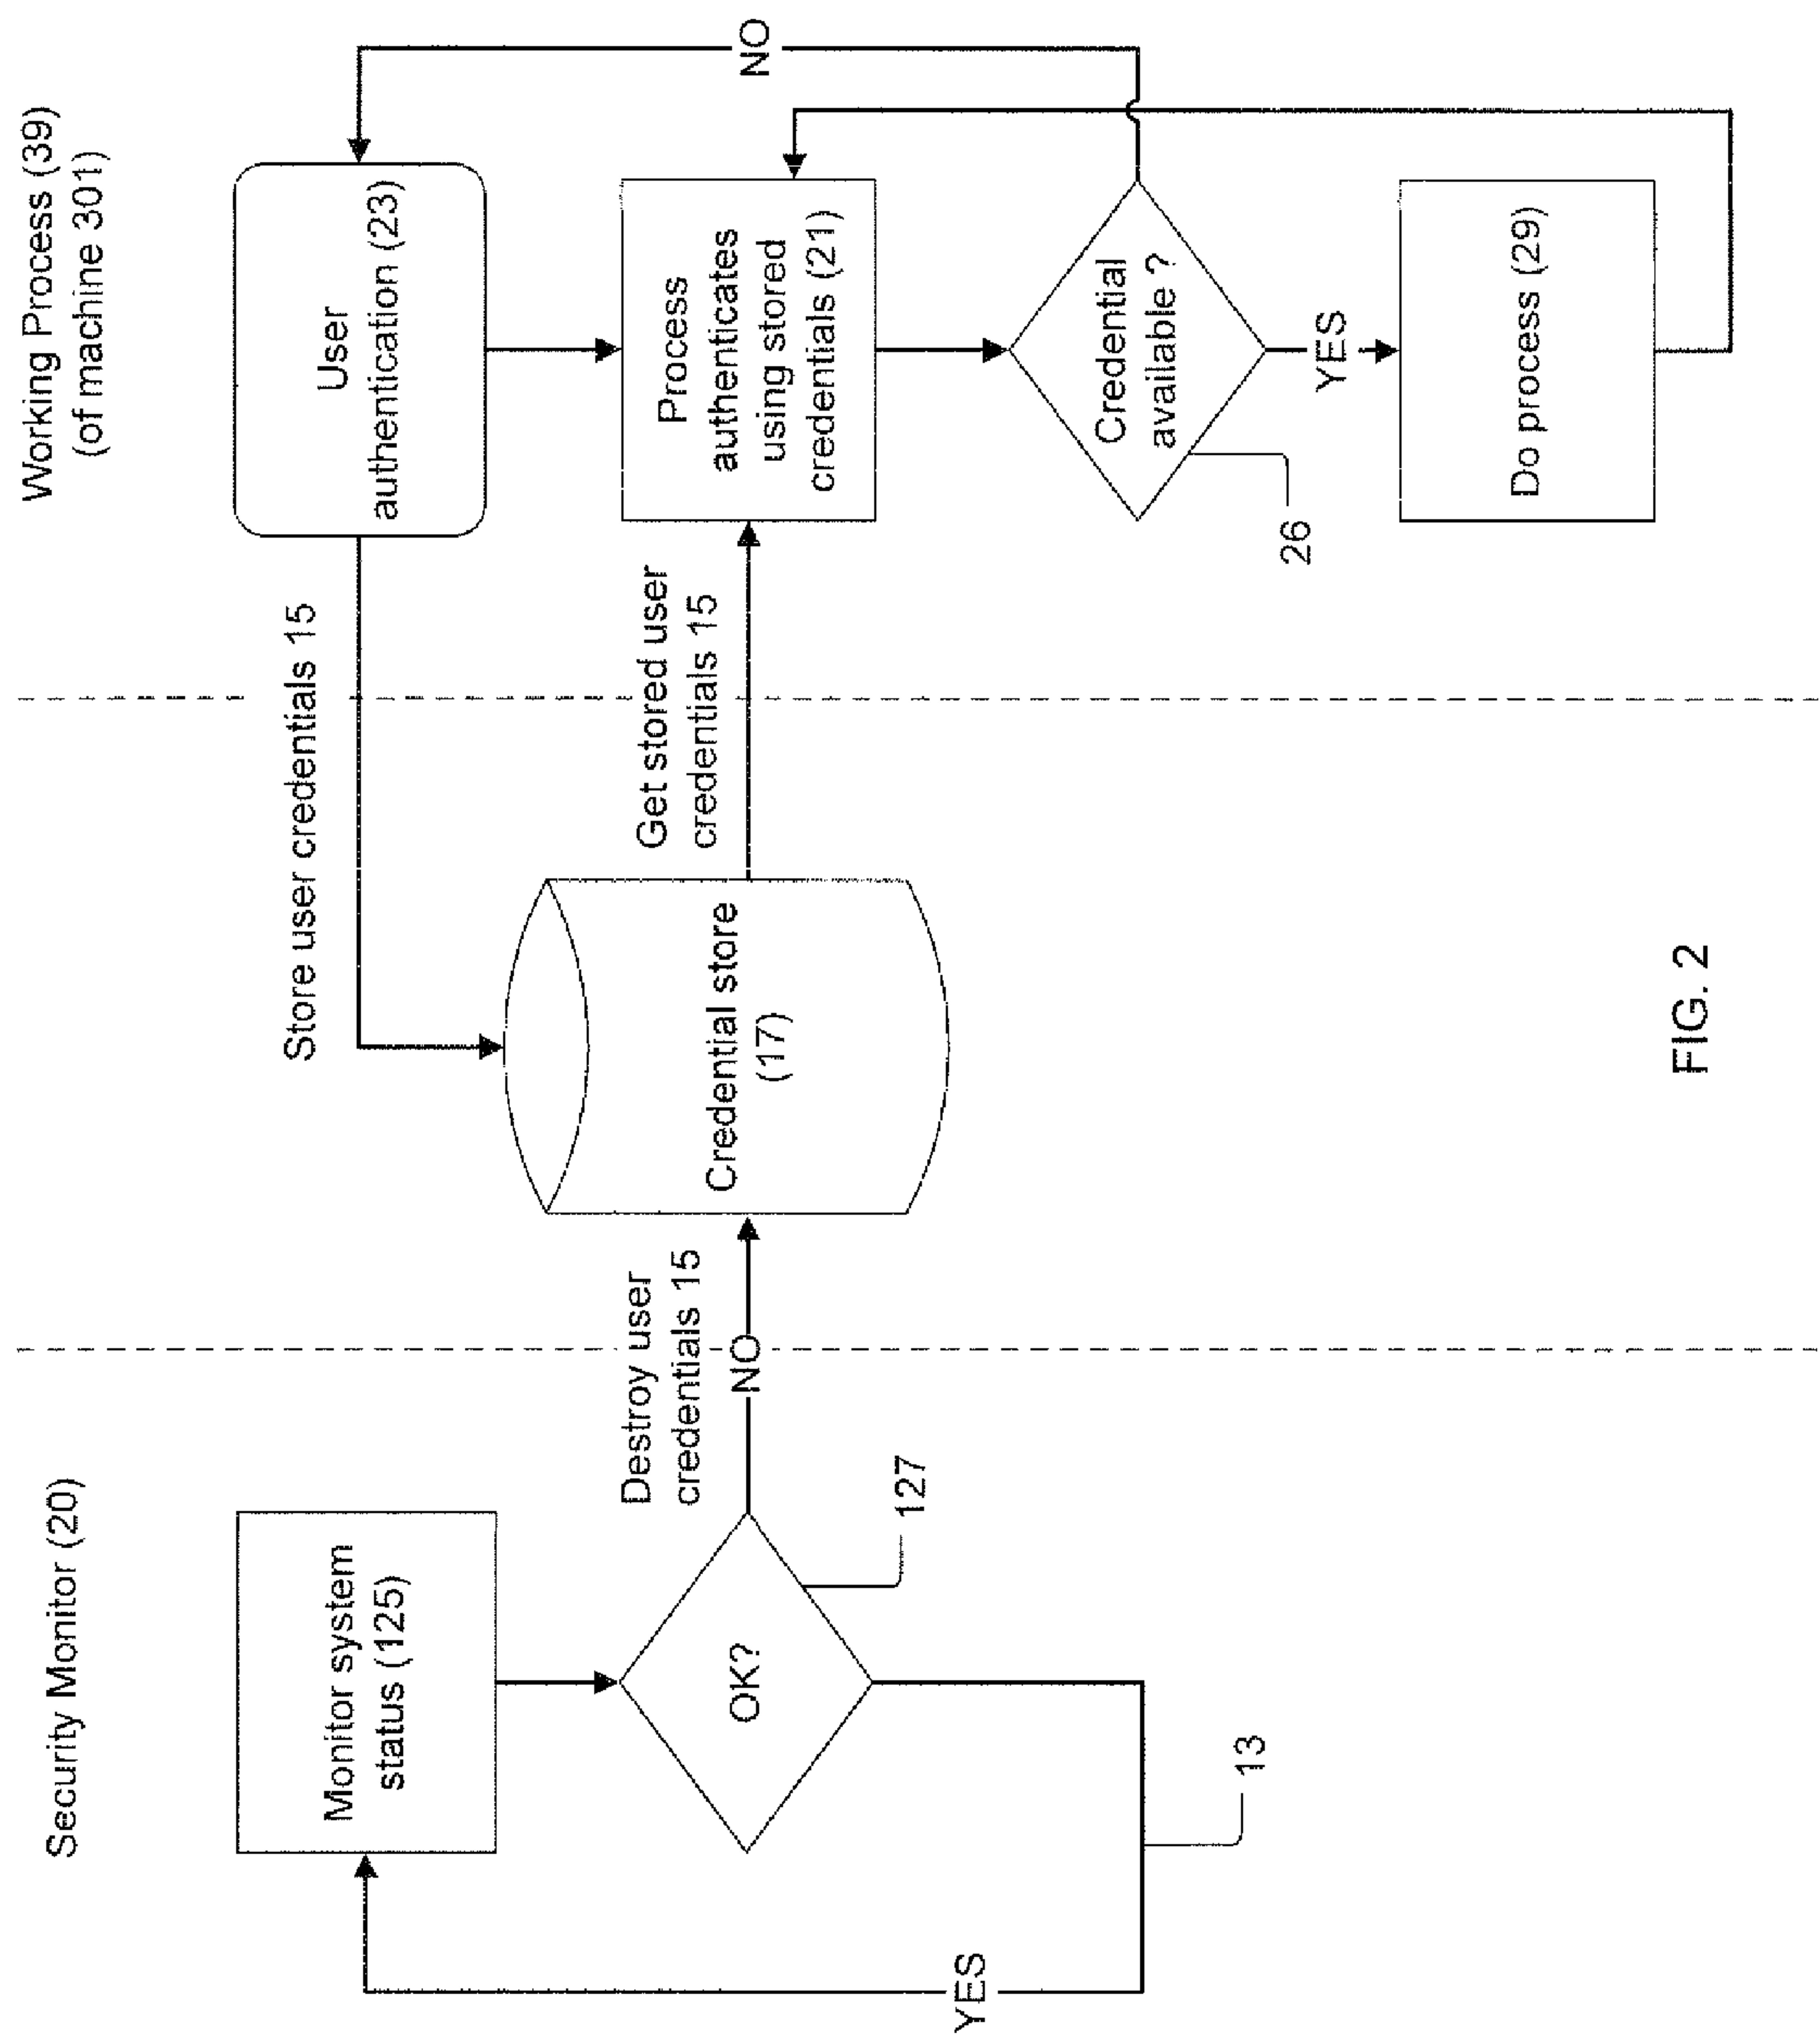 Security Monitor (20)
Monitor system
status (125)
OK?
127
YES
13
Destroy user
credentials 15
NO
Credential store
(17)
Store user credentials 15
Get stored user
credentials 15
Working Process (39)
(of machine 301)
User
authentication (23)
Process
authenticates
using stored
credentials (21)
Credential
available ?
26
NO
YES
Do process (29)
FIG. 2